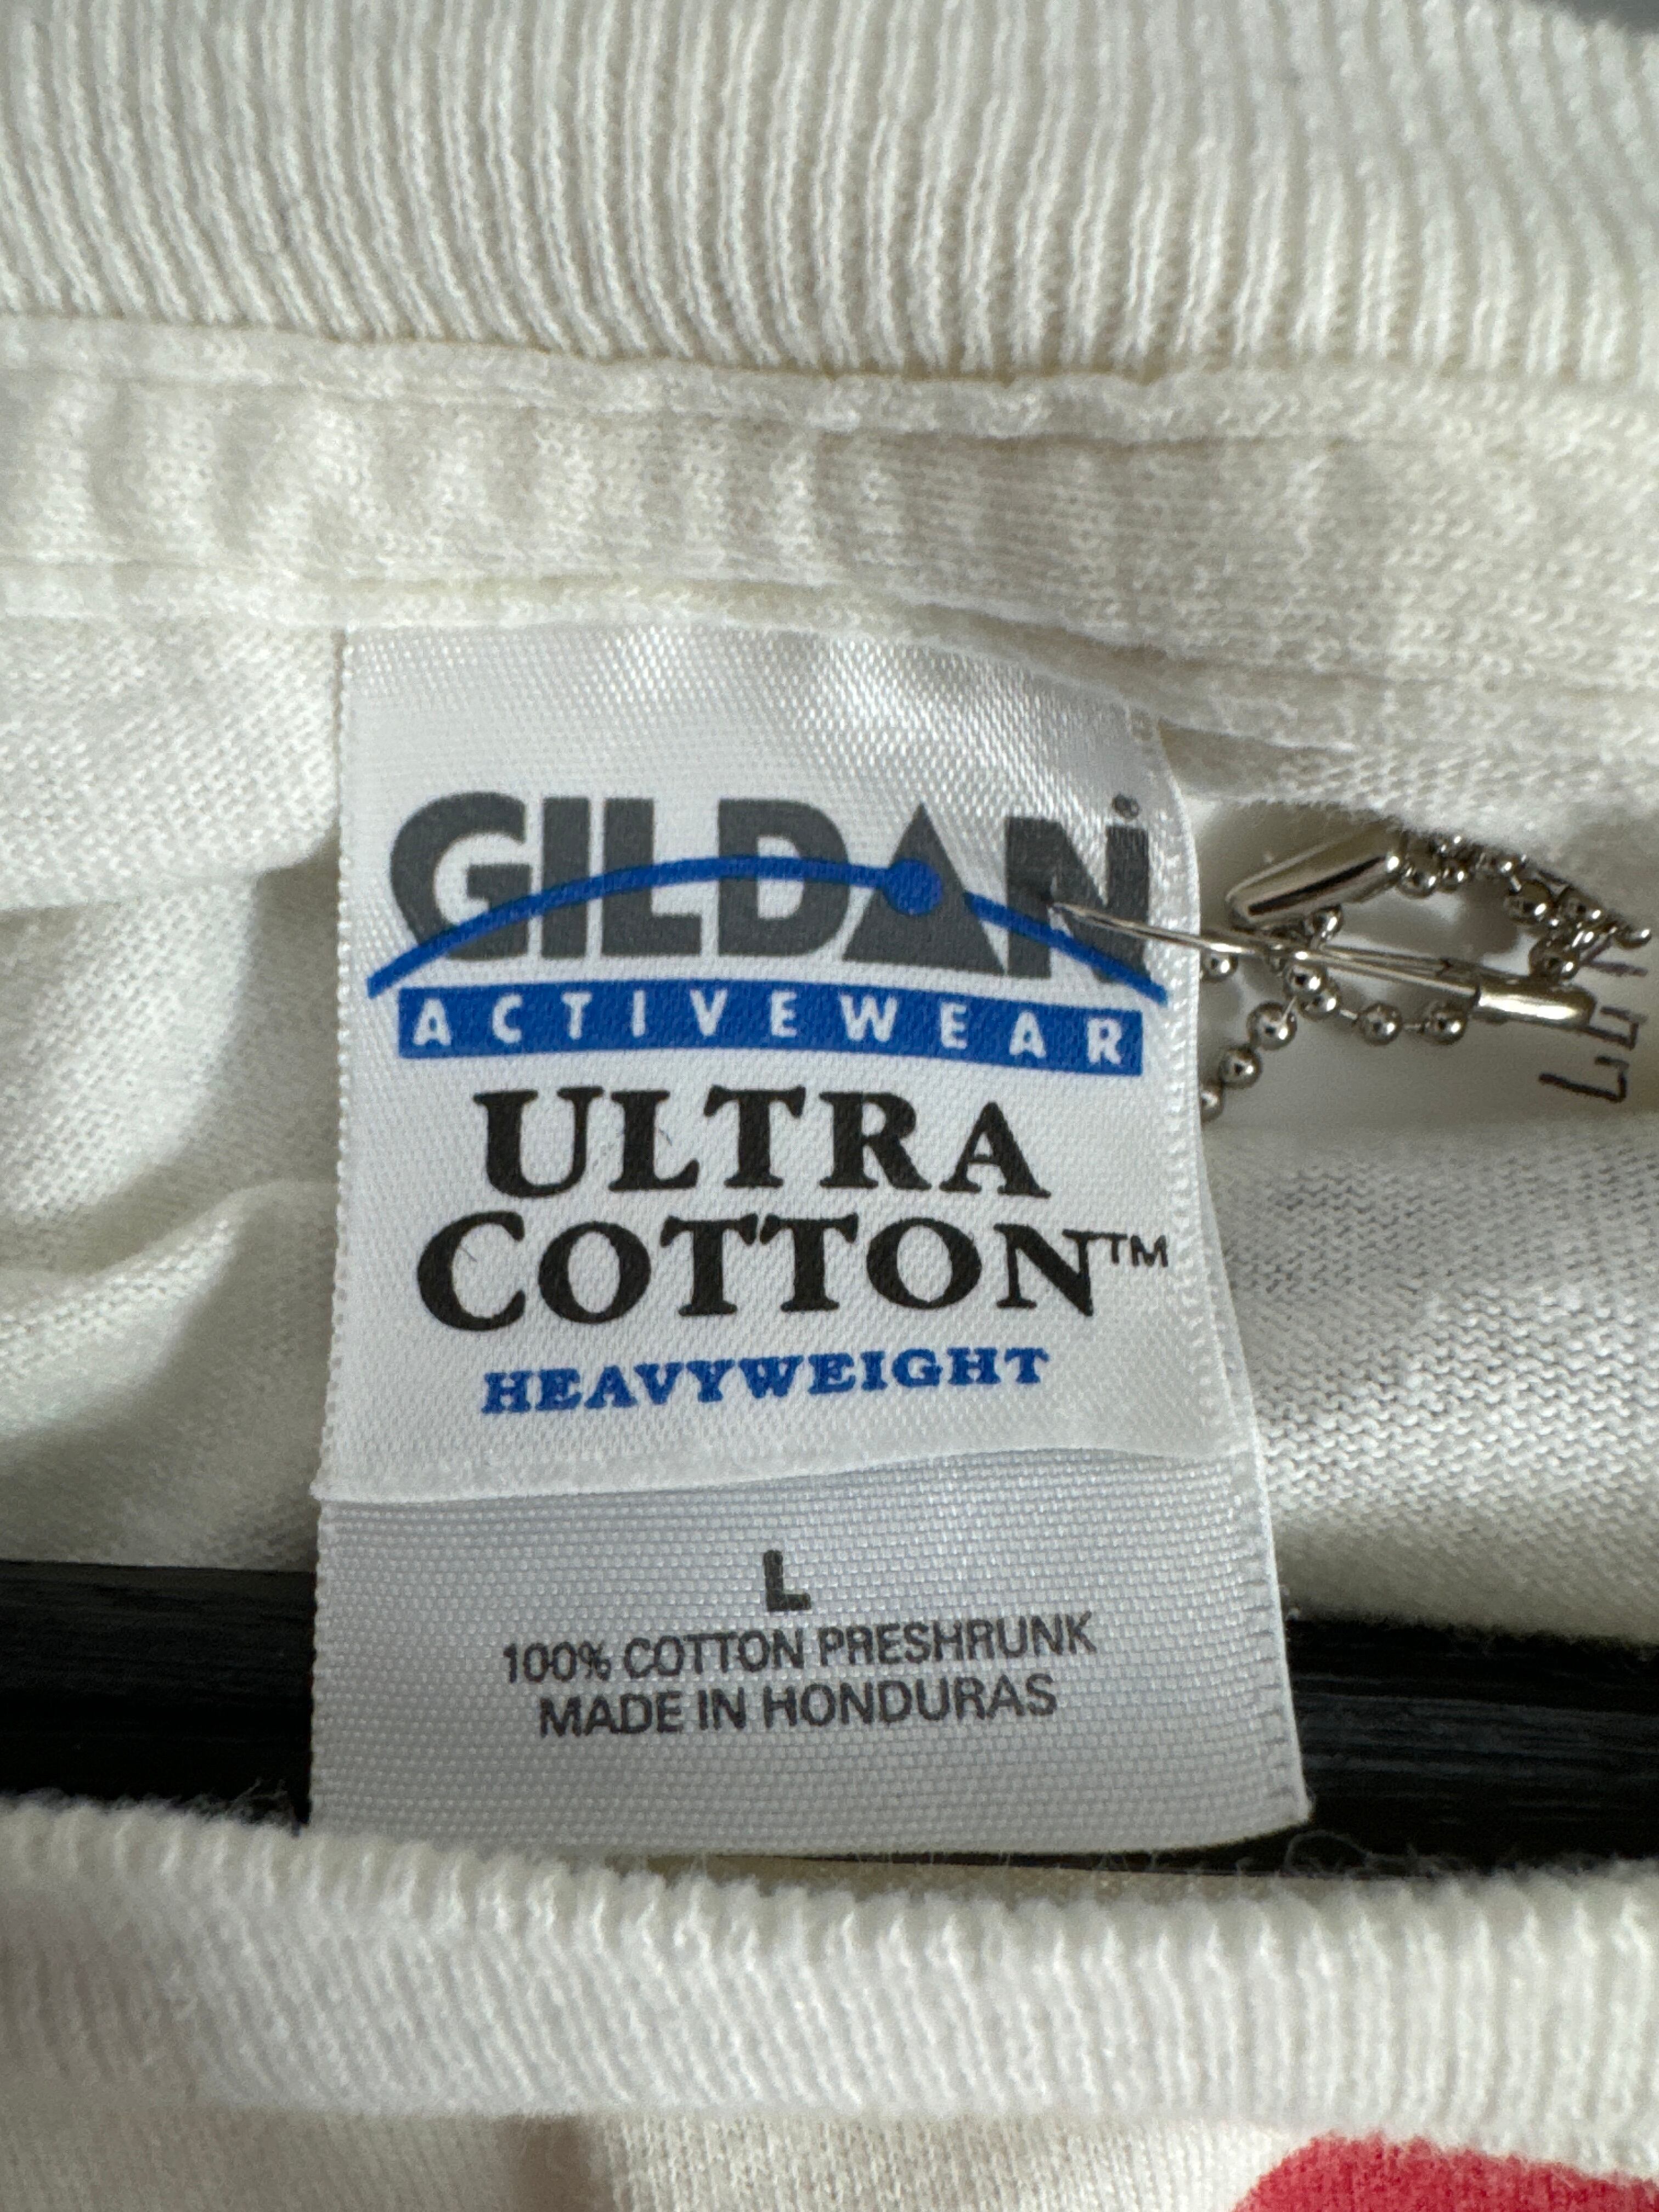 GILDAN®
ACTIVEWEAR
ULTRA
COTTON™
HEAVYWEIGHT
L
100% COTTON PRESHRUNK
MADE IN HONDURAS